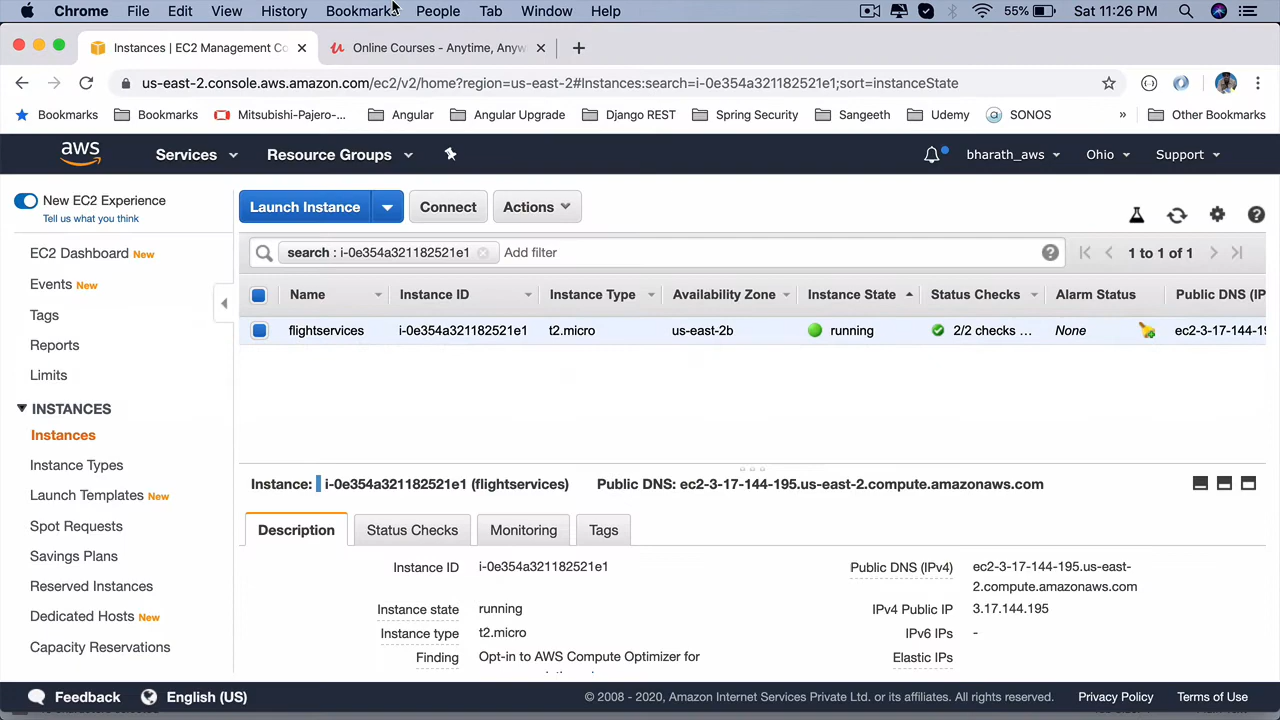 Chrome File Edit View History Bookmarks People Tab Window Help 55% Sat 11:26 PM
Instances | EC2 Management Co Online Courses - Anytime, Anyw
us-east-2.console.aws.amazon.com/ec2/v2/home?region=us-east-2#Instances:search=i-0e354a321182521e1;sort=instanceState
Bookmarks Bookmarks Mitsubishi-Pajero-... Angular Angular Upgrade Django REST Spring Security Sangeeth Udemy SONOS » Other Bookmarks
aws Services Resource Groups bharath_aws Ohio Support
New EC2 Experience
Tell us what you think
Launch Instance Connect Actions
search : i-0e354a321182521e1 Add filter 1 to 1 of 1
EC2 Dashboard New
Events New
Tags
Reports
Limits
INSTANCES
Instances
Instance Types
Launch Templates New
Spot Requests
Savings Plans
Reserved Instances
Dedicated Hosts New
Capacity Reservations
Name Instance ID Instance Type Availability Zone Instance State Status Checks Alarm Status Public DNS (IP
flightservices i-0e354a321182521e1 t2.micro us-east-2b running 2/2 checks ... None ec2-3-17-144-19
Instance: i-0e354a321182521e1 (flightservices) Public DNS: ec2-3-17-144-195.us-east-2.compute.amazonaws.com
Description Status Checks Monitoring Tags
Instance ID i-0e354a321182521e1 Public DNS (IPv4) ec2-3-17-144-195.us-east-
2.compute.amazonaws.com
Instance state running IPv4 Public IP 3.17.144.195
Instance type t2.micro IPv6 IPs -
Finding Opt-in to AWS Compute Optimizer for Elastic IPs
Feedback English (US) © 2008 - 2020, Amazon Internet Services Private Ltd. or its affiliates. All rights reserved. Privacy Policy Terms of Use